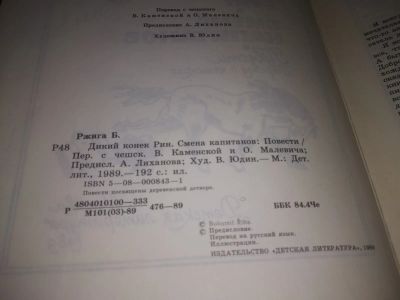 Перевод с чешского
В. Каменской и О. Малевича
Предисловие А. Лиханова
Художник В. Юдин
Ржига Б.
Р48 Дикий конек Рин. Смена капитанов: Повести /
Пер. с чешск. В. Каменской и О. Малевича;
Предисл. А. Лиханова; Худ. В. Юдин.— М.: Дет.
лит., 1989.—192 с.: ил.
ISBN 5—08—000843—1
Повести посвящены деревенской детворе.
Р 4804010100—333
М101(03)-89 476—89 ББК 84.4Че
©
© Предисловие.
Перевод на русский язык.
Иллюстрации.
ИЗДАТЕЛЬСТВО «ДЕТСКАЯ ЛИТЕРАТУРА», 1989